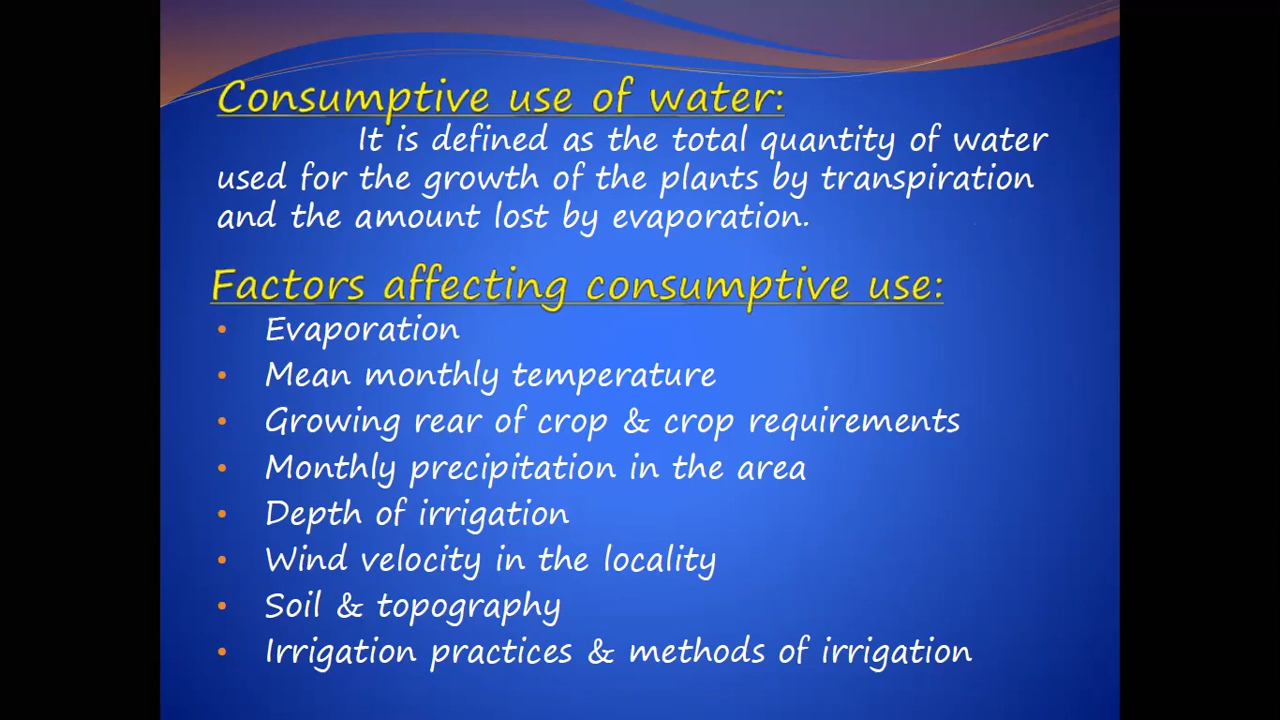 Consumptive use of water:
It is defined as the total quantity of water
used for the growth of the plants by transpiration
and the amount lost by evaporation.
Factors affecting consumptive use:
• Evaporation
• Mean monthly temperature
• Growing rear of crop & crop requirements
• Monthly precipitation in the area
• Depth of irrigation
• Wind velocity in the locality
• Soil & topography
• Irrigation practices & methods of irrigation